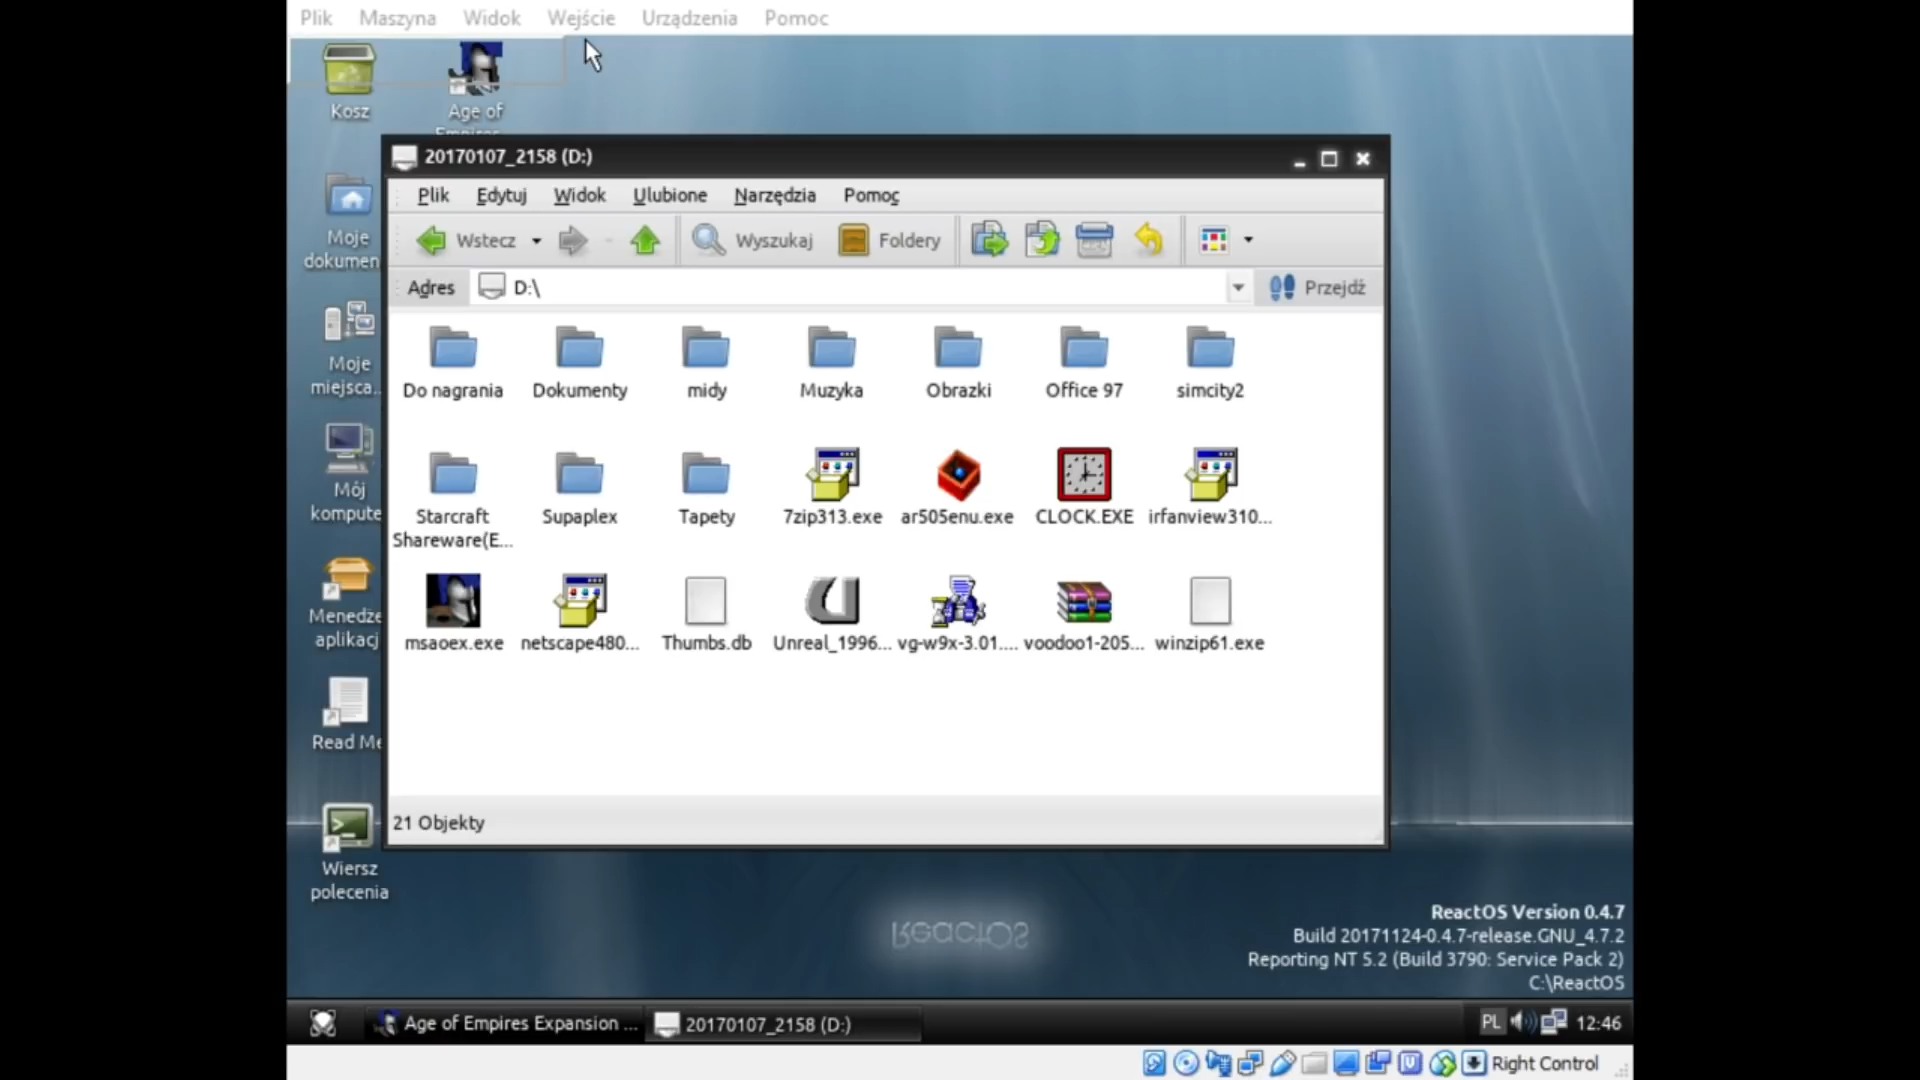 Plik Maszyna Widok Wejście Urządzenia Pomoc
Kosz
Age of
Empires
20170107_2158 (D:)
Plik Edytuj Widok Ulubione Narzędzia Pomoc
Wstecz Wyszukaj Foldery
Adres D:\ Przejdź
Moje
dokumen
Moje
miejsca...
Mój
kompute
Menedże
aplikacj
Read Me
Wiersz
polecenia
Do nagrania Dokumenty midy Muzyka Obrazki Office 97 simcity2
Starcraft
Shareware(E...
Supaplex Tapety 7zip313.exe ar505enu.exe CLOCK.EXE irfanview310...
msaoex.exe netscape480... Thumbs.db Unreal_1996... vg-w9x-3.01.... voodoo1-205... winzip61.exe
21 Objekty
ReactOS
ReactOS Version 0.4.7
Build 20171124-0.4.7-release.GNU_4.7.2
Reporting NT 5.2 (Build 3790: Service Pack 2)
C:\ReactOS
Age of Empires Expansion ... 20170107_2158 (D:) PL 12:46
Right Control